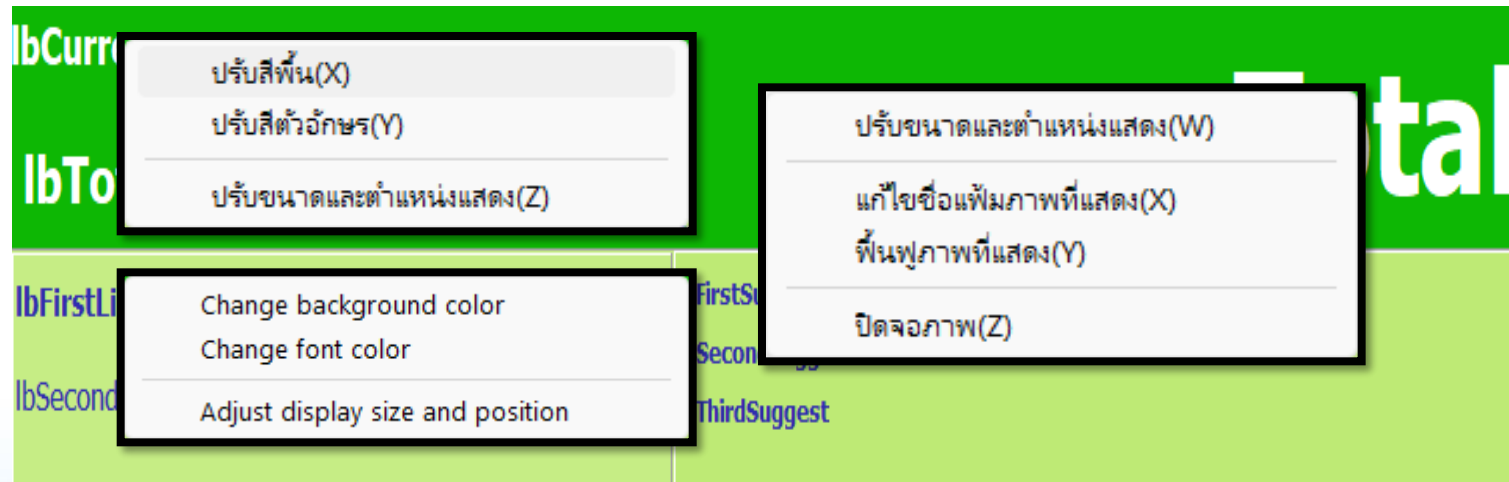 lbCurre
ปรับสีพื้น(X)
ปรับสีตัวอักษร(Y)
ปรับขนาดและตำแหน่งแสดง(Z)
lbTo
ปรับขนาดและตำแหน่งแสดง(W)
แก้ไขชื่อแฟ้มภาพที่แสดง(X)
ฟื้นฟูภาพที่แสดง(Y)
ปิดจอภาพ(Z)
Change background color
Change font color
Adjust display size and position
lbFirstLi
lbSecond
FirstSu
ThirdSuggest